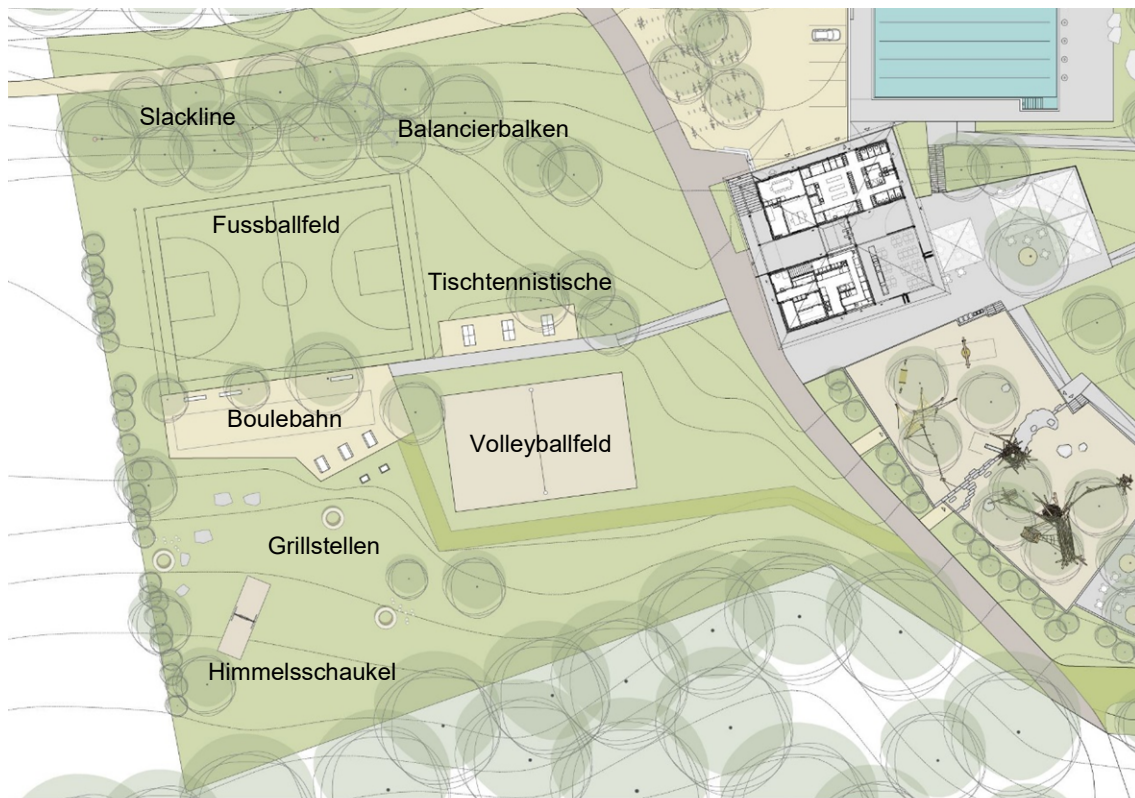 Slackline
Balancierbalken
Fussballfeld
Tischtennistische
Boulebahn
Volleyballfeld
Grillstellen
Himmelsschaukel